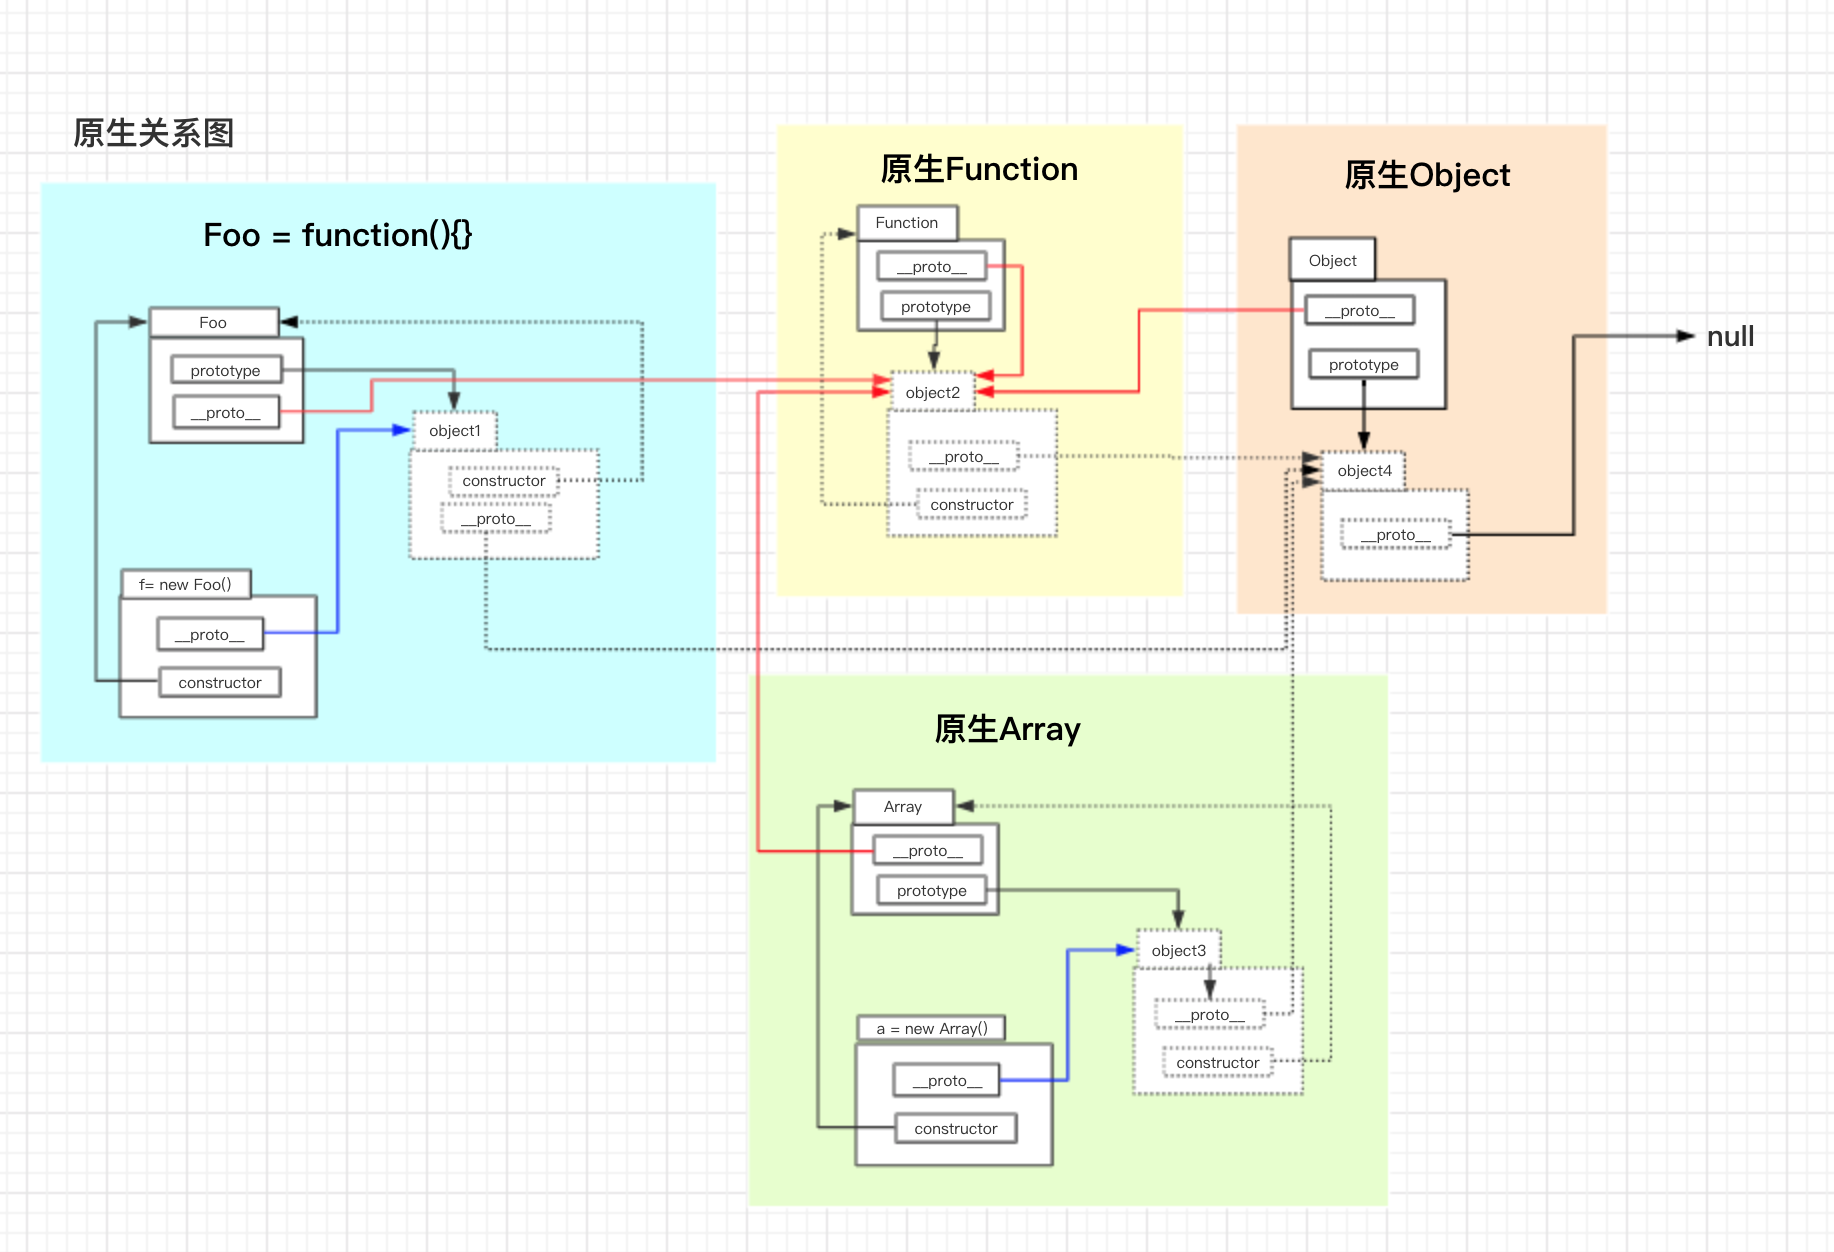 原生关系图
Foo = function(){}
Foo
prototype
__proto__
object1
constructor
__proto__
f= new Foo()
__proto__
constructor
原生Function
Function
__proto__
prototype
object2
__proto__
constructor
原生Object
Object
__proto__
prototype
object4
__proto__
null
原生Array
Array
__proto__
prototype
object3
__proto__
constructor
a = new Array()
__proto__
constructor